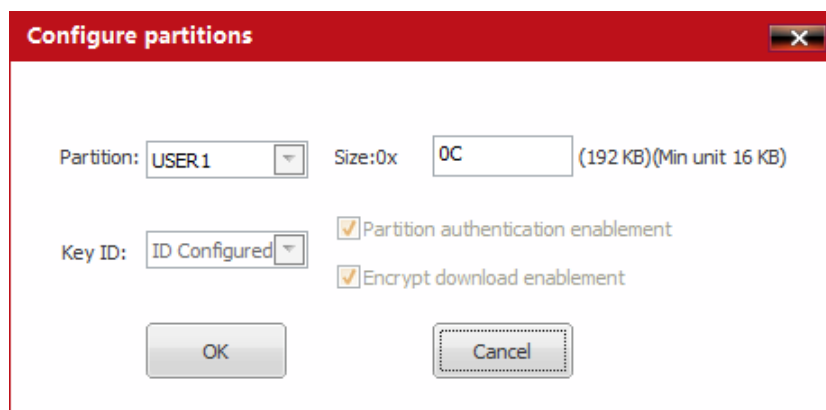 Configure partitions
Partition: USER1 Size:0x 0C (192 KB)(Min unit 16 KB)
Partition authentication enablement
Key ID: ID Configured
Encrypt download enablement
OK Cancel